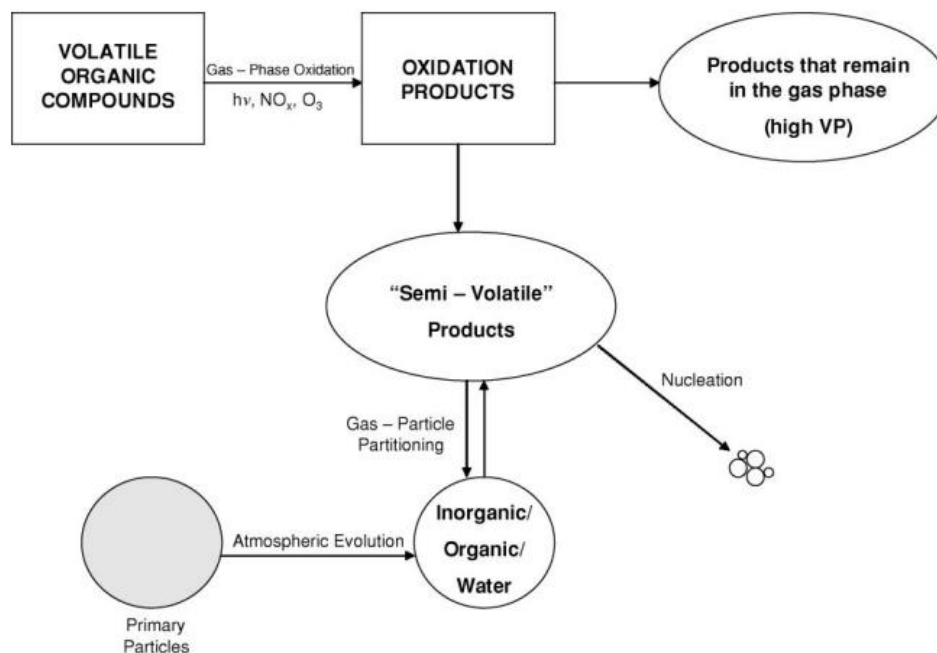 VOLATILE
ORGANIC
COMPOUNDS
Gas – Phase Oxidation
hν, NOₓ, O₃
OXIDATION
PRODUCTS
Products that remain
in the gas phase
(high VP)
“Semi – Volatile”
Products
Nucleation
Gas – Particle
Partitioning
Inorganic/
Organic/
Water
Atmospheric Evolution
Primary
Particles